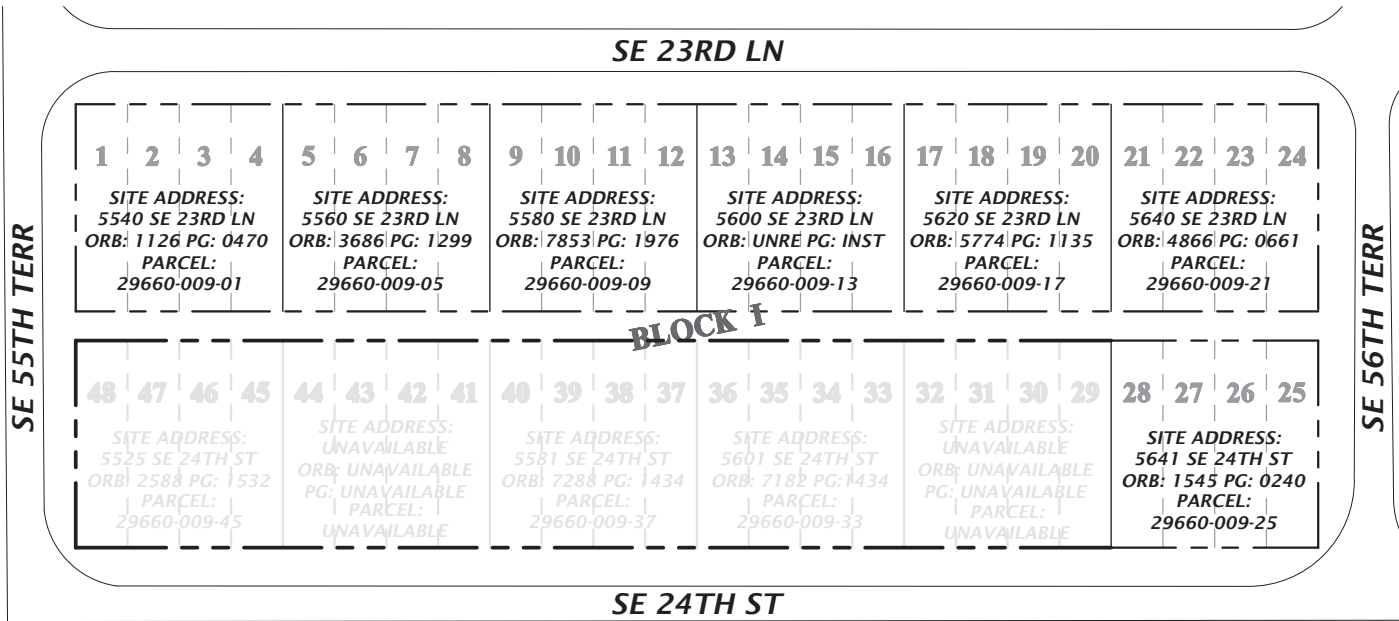 SE 23RD LN
SE 55TH TERR
SE 56TH TERR
1 2 3 4
SITE ADDRESS:
5540 SE 23RD LN
ORB: 1126 PG: 0470
PARCEL:
29660-009-01
5 6 7 8
SITE ADDRESS:
5560 SE 23RD LN
ORB: 3686 PG: 1299
PARCEL:
29660-009-05
9 10 11 12
SITE ADDRESS:
5580 SE 23RD LN
ORB: 7853 PG: 1976
PARCEL:
29660-009-09
13 14 15 16
SITE ADDRESS:
5600 SE 23RD LN
ORB: UNRE PG: INST
PARCEL:
29660-009-13
17 18 19 20
SITE ADDRESS:
5620 SE 23RD LN
ORB: 5774 PG: 1135
PARCEL:
29660-009-17
21 22 23 24
SITE ADDRESS:
5640 SE 23RD LN
ORB: 4866 PG: 0661
PARCEL:
29660-009-21
BLOCK I
48 47 46 45
SITE ADDRESS:
5525 SE 24TH ST
ORB: 2588 PG: 1532
PARCEL:
29660-009-45
44 43 42 41
SITE ADDRESS:
UNAVAILABLE
ORB: UNAVAILABLE
PG: UNAVAILABLE
PARCEL:
UNAVAILABLE
40 39 38 37
SITE ADDRESS:
5581 SE 24TH ST
ORB: 7288 PG: 1434
PARCEL:
29660-009-37
36 35 34 33
SITE ADDRESS:
5601 SE 24TH ST
ORB: 7182 PG:1434
PARCEL:
29660-009-33
32 31 30 29
SITE ADDRESS:
UNAVAILABLE
ORB: UNAVAILABLE
PG: UNAVAILABLE
PARCEL:
UNAVAILABLE
28 27 26 25
SITE ADDRESS:
5641 SE 24TH ST
ORB: 1545 PG: 0240
PARCEL:
29660-009-25
SE 24TH ST